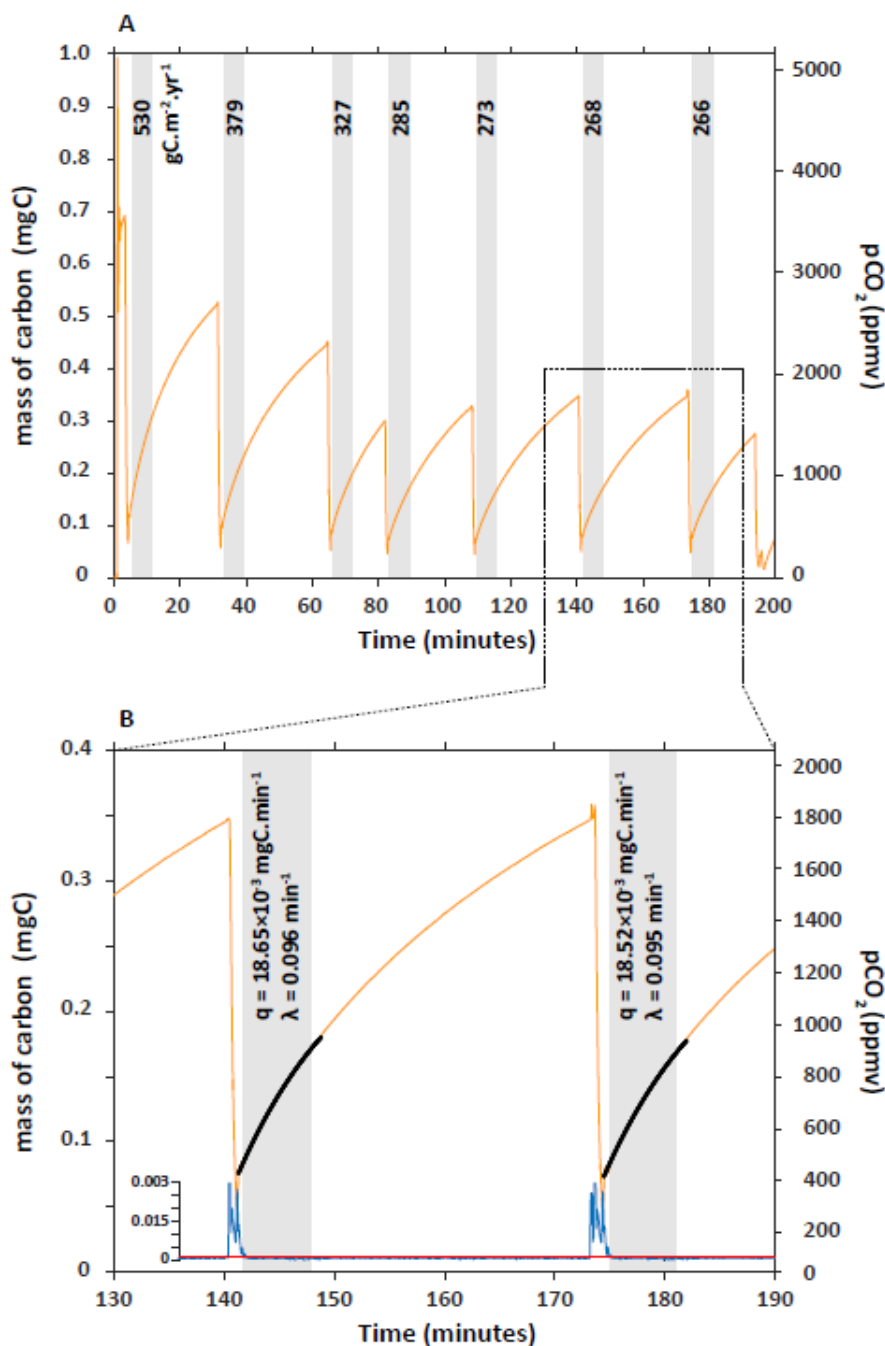 A
1.0
0.9
0.8
0.7
0.6
0.5
0.4
0.3
0.2
0.1
0
mass of carbon (mgC)
530
gC.m⁻².yr⁻¹
379
327
285
273
268
266
5000
4000
3000
2000
1000
0
pCO₂ (ppmv)
0 20 40 60 80 100 120 140 160 180 200
Time (minutes)
B
0.4
0.3
0.2
0.1
0
mass of carbon (mgC)
0.003
0.015
0
q = 18.65×10⁻³ mgC.min⁻¹
λ = 0.096 min⁻¹
q = 18.52×10⁻³ mgC.min⁻¹
λ = 0.095 min⁻¹
2000
1800
1600
1400
1200
1000
800
600
400
200
0
pCO₂ (ppmv)
130 140 150 160 170 180 190
Time (minutes)